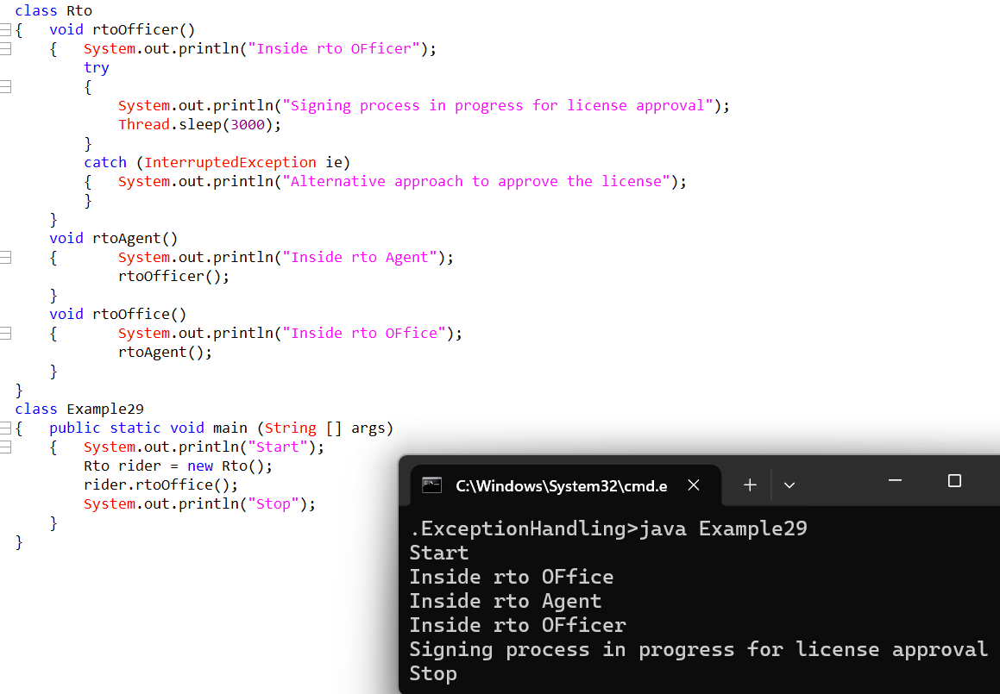 class Rto
{   void rtoOfficer()
    {   System.out.println("Inside rto OFficer");
        try
        {
            System.out.println("Signing process in progress for license approval");
            Thread.sleep(3000);
        }
        catch (InterruptedException ie)
        {   System.out.println("Alternative approach to approve the license");
        }
    }
    void rtoAgent()
    {       System.out.println("Inside rto Agent");
            rtoOfficer();
    }
    void rtoOffice()
    {       System.out.println("Inside rto OFfice");
            rtoAgent();
    }
}
class Example29
{   public static void main (String [] args)
    {   System.out.println("Start");
        Rto rider = new Rto();
        rider.rtoOffice();
        System.out.println("Stop");
    }
}
C:\Windows\System32\cmd.e
.ExceptionHandling>java Example29
Start
Inside rto OFfice
Inside rto Agent
Inside rto OFficer
Signing process in progress for license approval
Stop